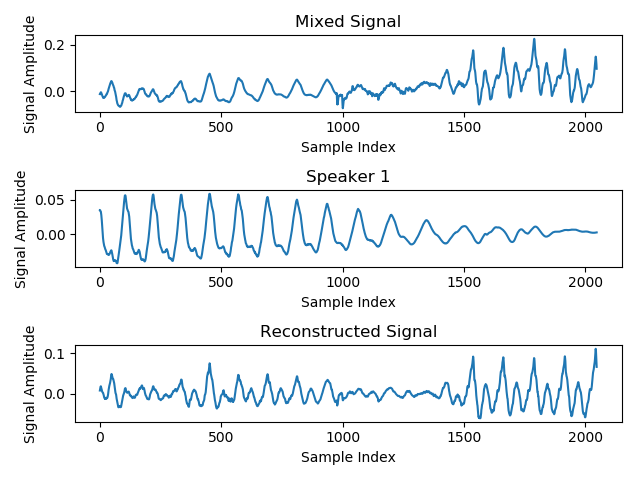 Mixed Signal
Signal Amplitude
0.2
0.0
0 500 1000 1500 2000
Sample Index
Speaker 1
Signal Amplitude
0.05
0.00
0 500 1000 1500 2000
Sample Index
Reconstructed Signal
Signal Amplitude
0.1
0.0
0 500 1000 1500 2000
Sample Index